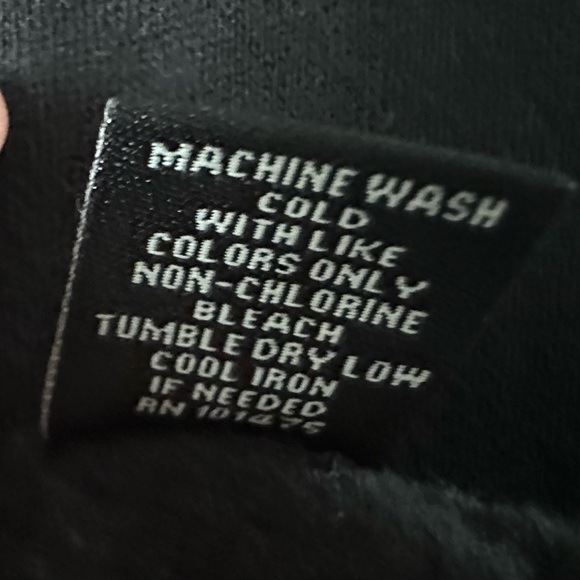 MACHINE WASH
COLD
WITH LIKE
COLORS ONLY
NON-CHLORINE
BLEACH
TUMBLE DRY LOW
COOL IRON
IF NEEDED
RN 101475